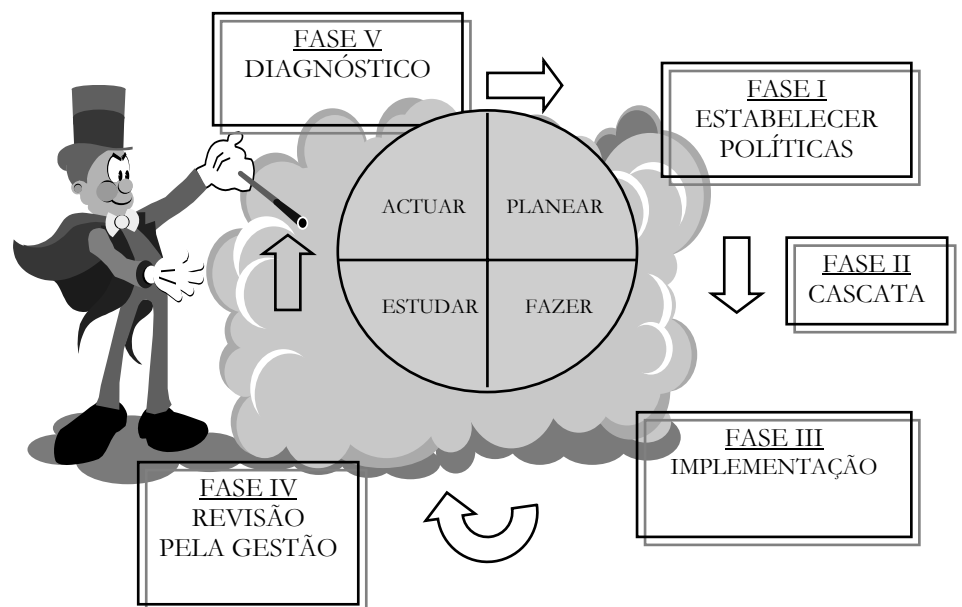 FASE V
DIAGNÓSTICO
FASE I
ESTABELECER
POLÍTICAS
ACTUAR
PLANEAR
FASE II
CASCATA
ESTUDAR
FAZER
FASE III
IMPLEMENTAÇÃO
FASE IV
REVISÃO
PELA GESTÃO